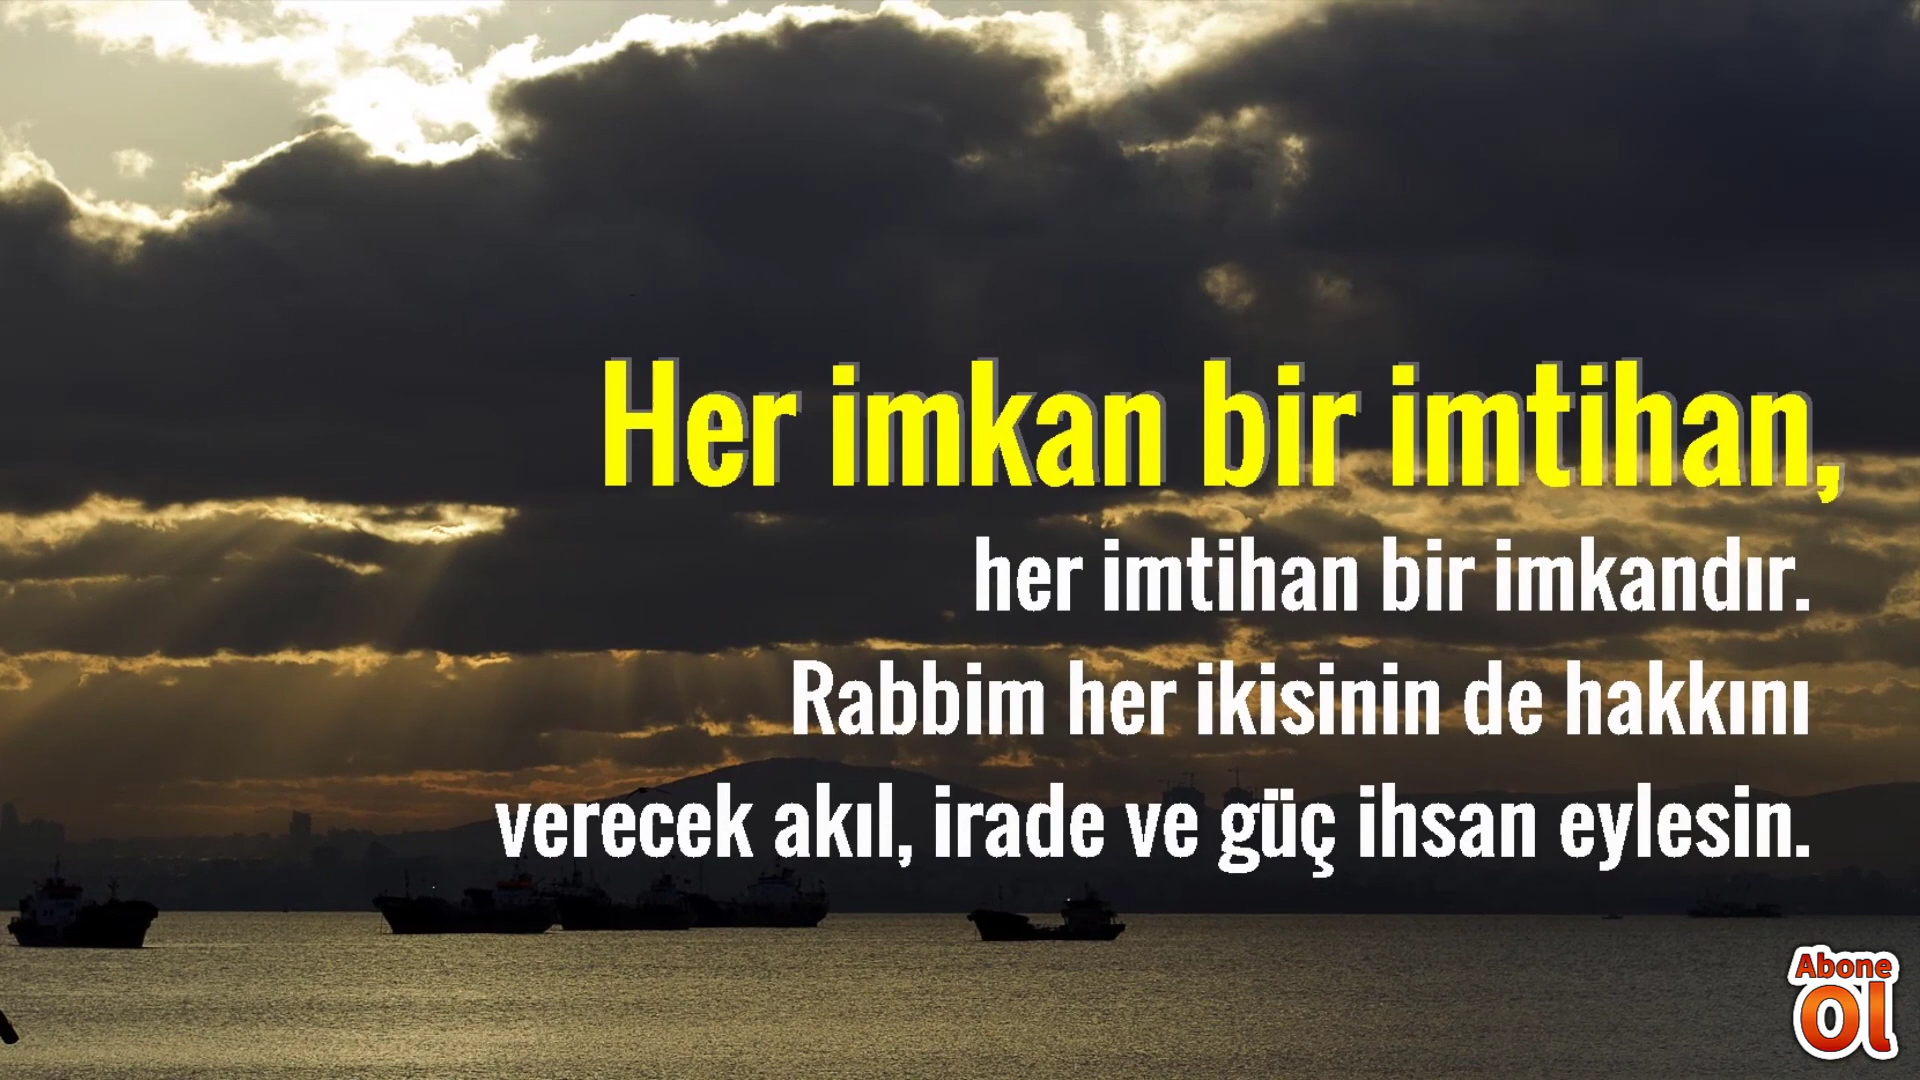 Her imkan bir imtihan,
her imtihan bir imkandır.
Rabbim her ikisinin de hakkını
verecek akıl, irade ve güç ihsan eylesin.
Abone
Ol